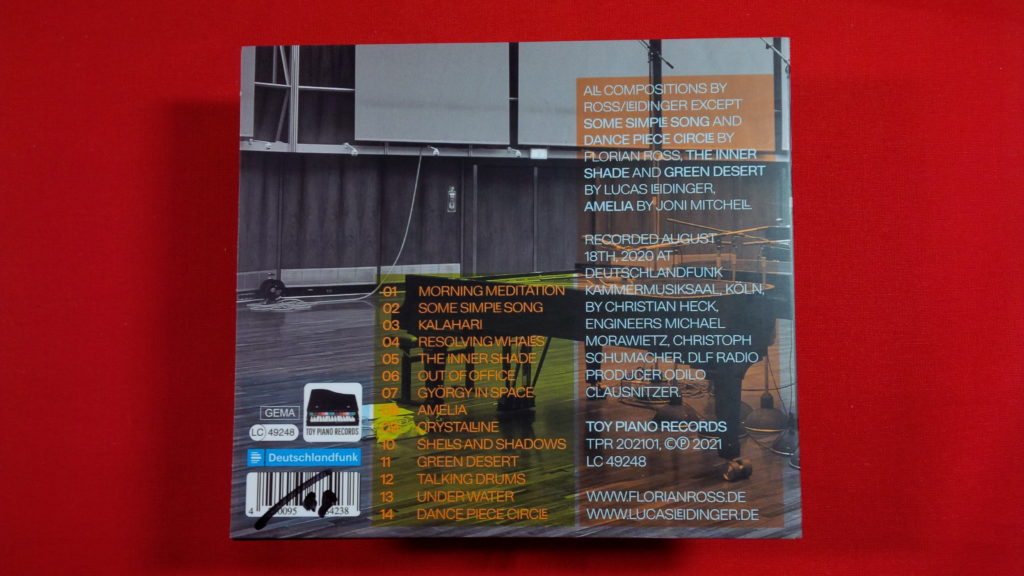 ALL COMPOSITIONS BY
ROSS/LEIDINGER EXCEPT
SOME SIMPLE SONG AND
DANCE PIECE CIRCLE BY
FLORIAN ROSS, THE INNER
SHADE AND GREEN DESERT
BY LUCAS LEIDINGER,
AMELIA BY JONI MITCHELL
RECORDED AUGUST
18TH, 2020 AT
DEUTSCHLANDFUNK
KAMMERMUSIKSAAL, KÖLN,
BY CHRISTIAN HECK,
ENGINEERS MICHAEL
MORAWIETZ, CHRISTOPH
SCHUMACHER, DLF RADIO
PRODUCER ODILO
CLAUSNITZER.
TOY PIANO RECORDS
TPR 202101, ©℗ 2021
LC 49248
WWW.FLORIANROSS.DE
WWW.LUCASLEIDINGER.DE
01 MORNING MEDITATION
02 SOME SIMPLE SONG
03 KALAHARI
04 RESOLVING WHALES
05 THE INNER SHADE
06 OUT OF OFFICE
07 GYÖRGY IN SPACE
08 AMELIA
09 CRYSTALLINE
10 SHELLS AND SHADOWS
11 GREEN DESERT
12 TALKING DRUMS
13 UNDER WATER
14 DANCE PIECE CIRCLE
GEMA
LC 49248
TOY PIANO RECORDS
Deutschlandfunk